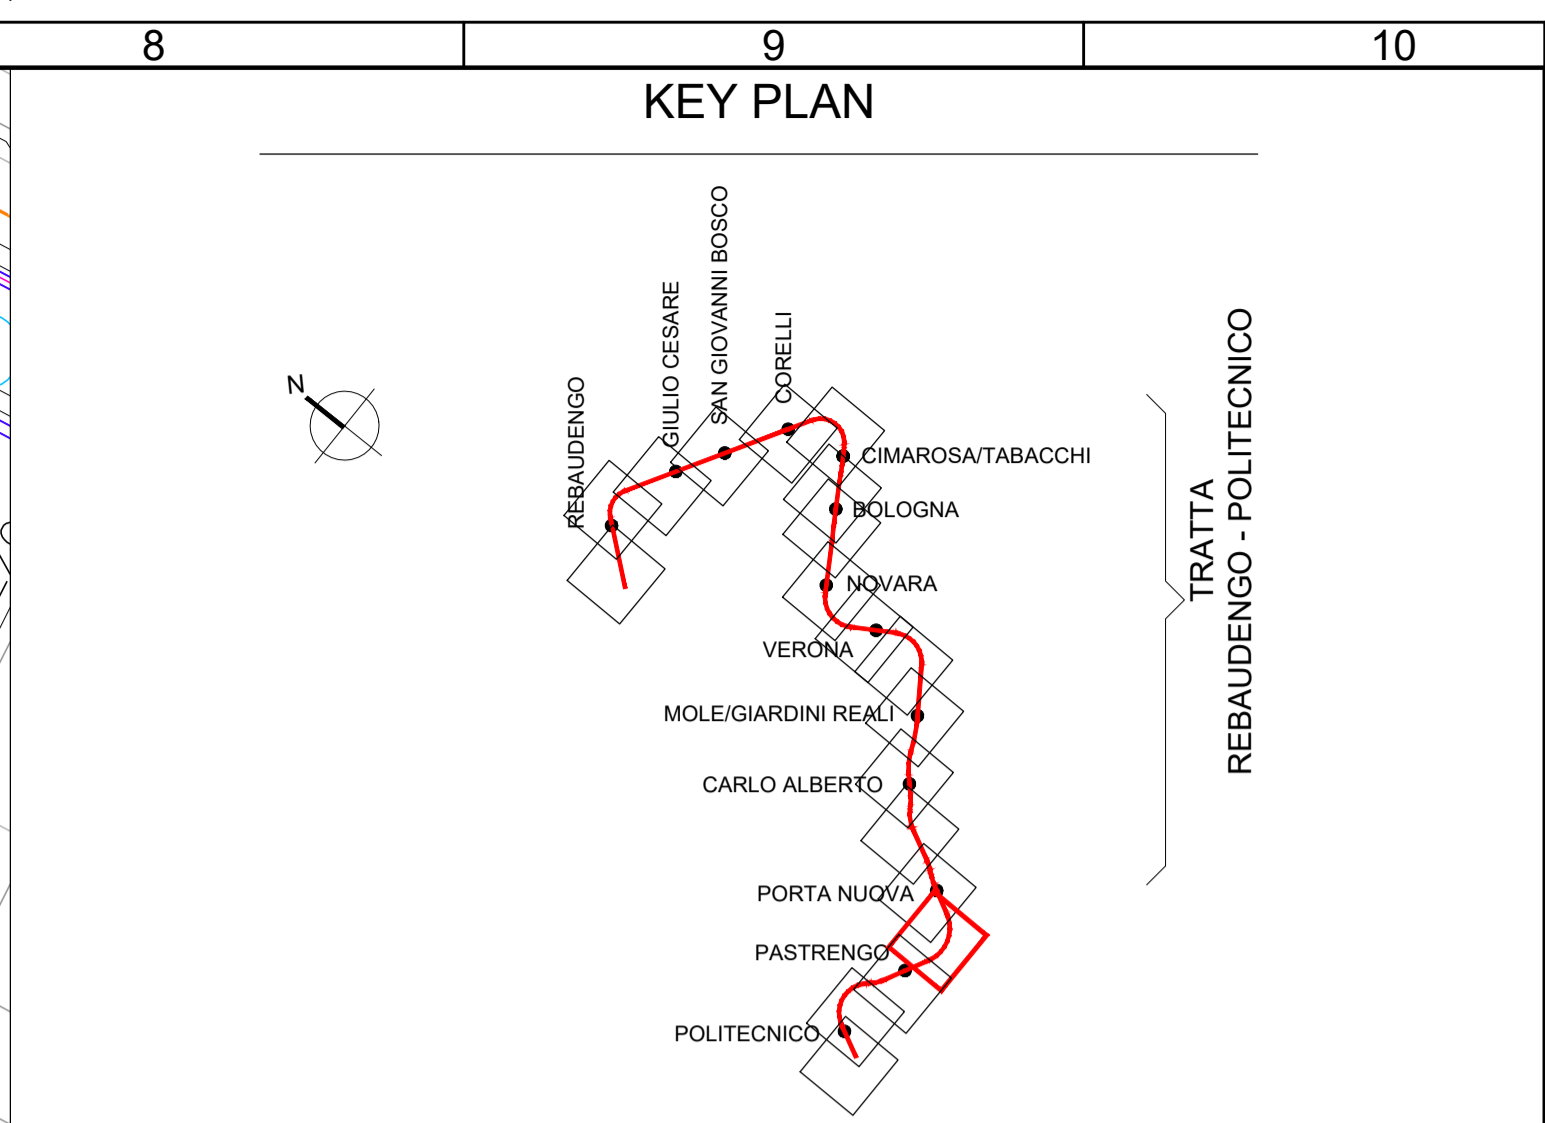 8
9
10
KEY PLAN
N
REBAUDENGO
GIULIO CESARE
SAN GIOVANNI BOSCO
CORELLI
CIMAROSA/TABACCHI
BOLOGNA
NOVARA
VERONA
MOLE/GIARDINI REALI
CARLO ALBERTO
PORTA NUOVA
PASTRENGO
POLITECNICO
TRATTA
REBAUDENGO - POLITECNICO